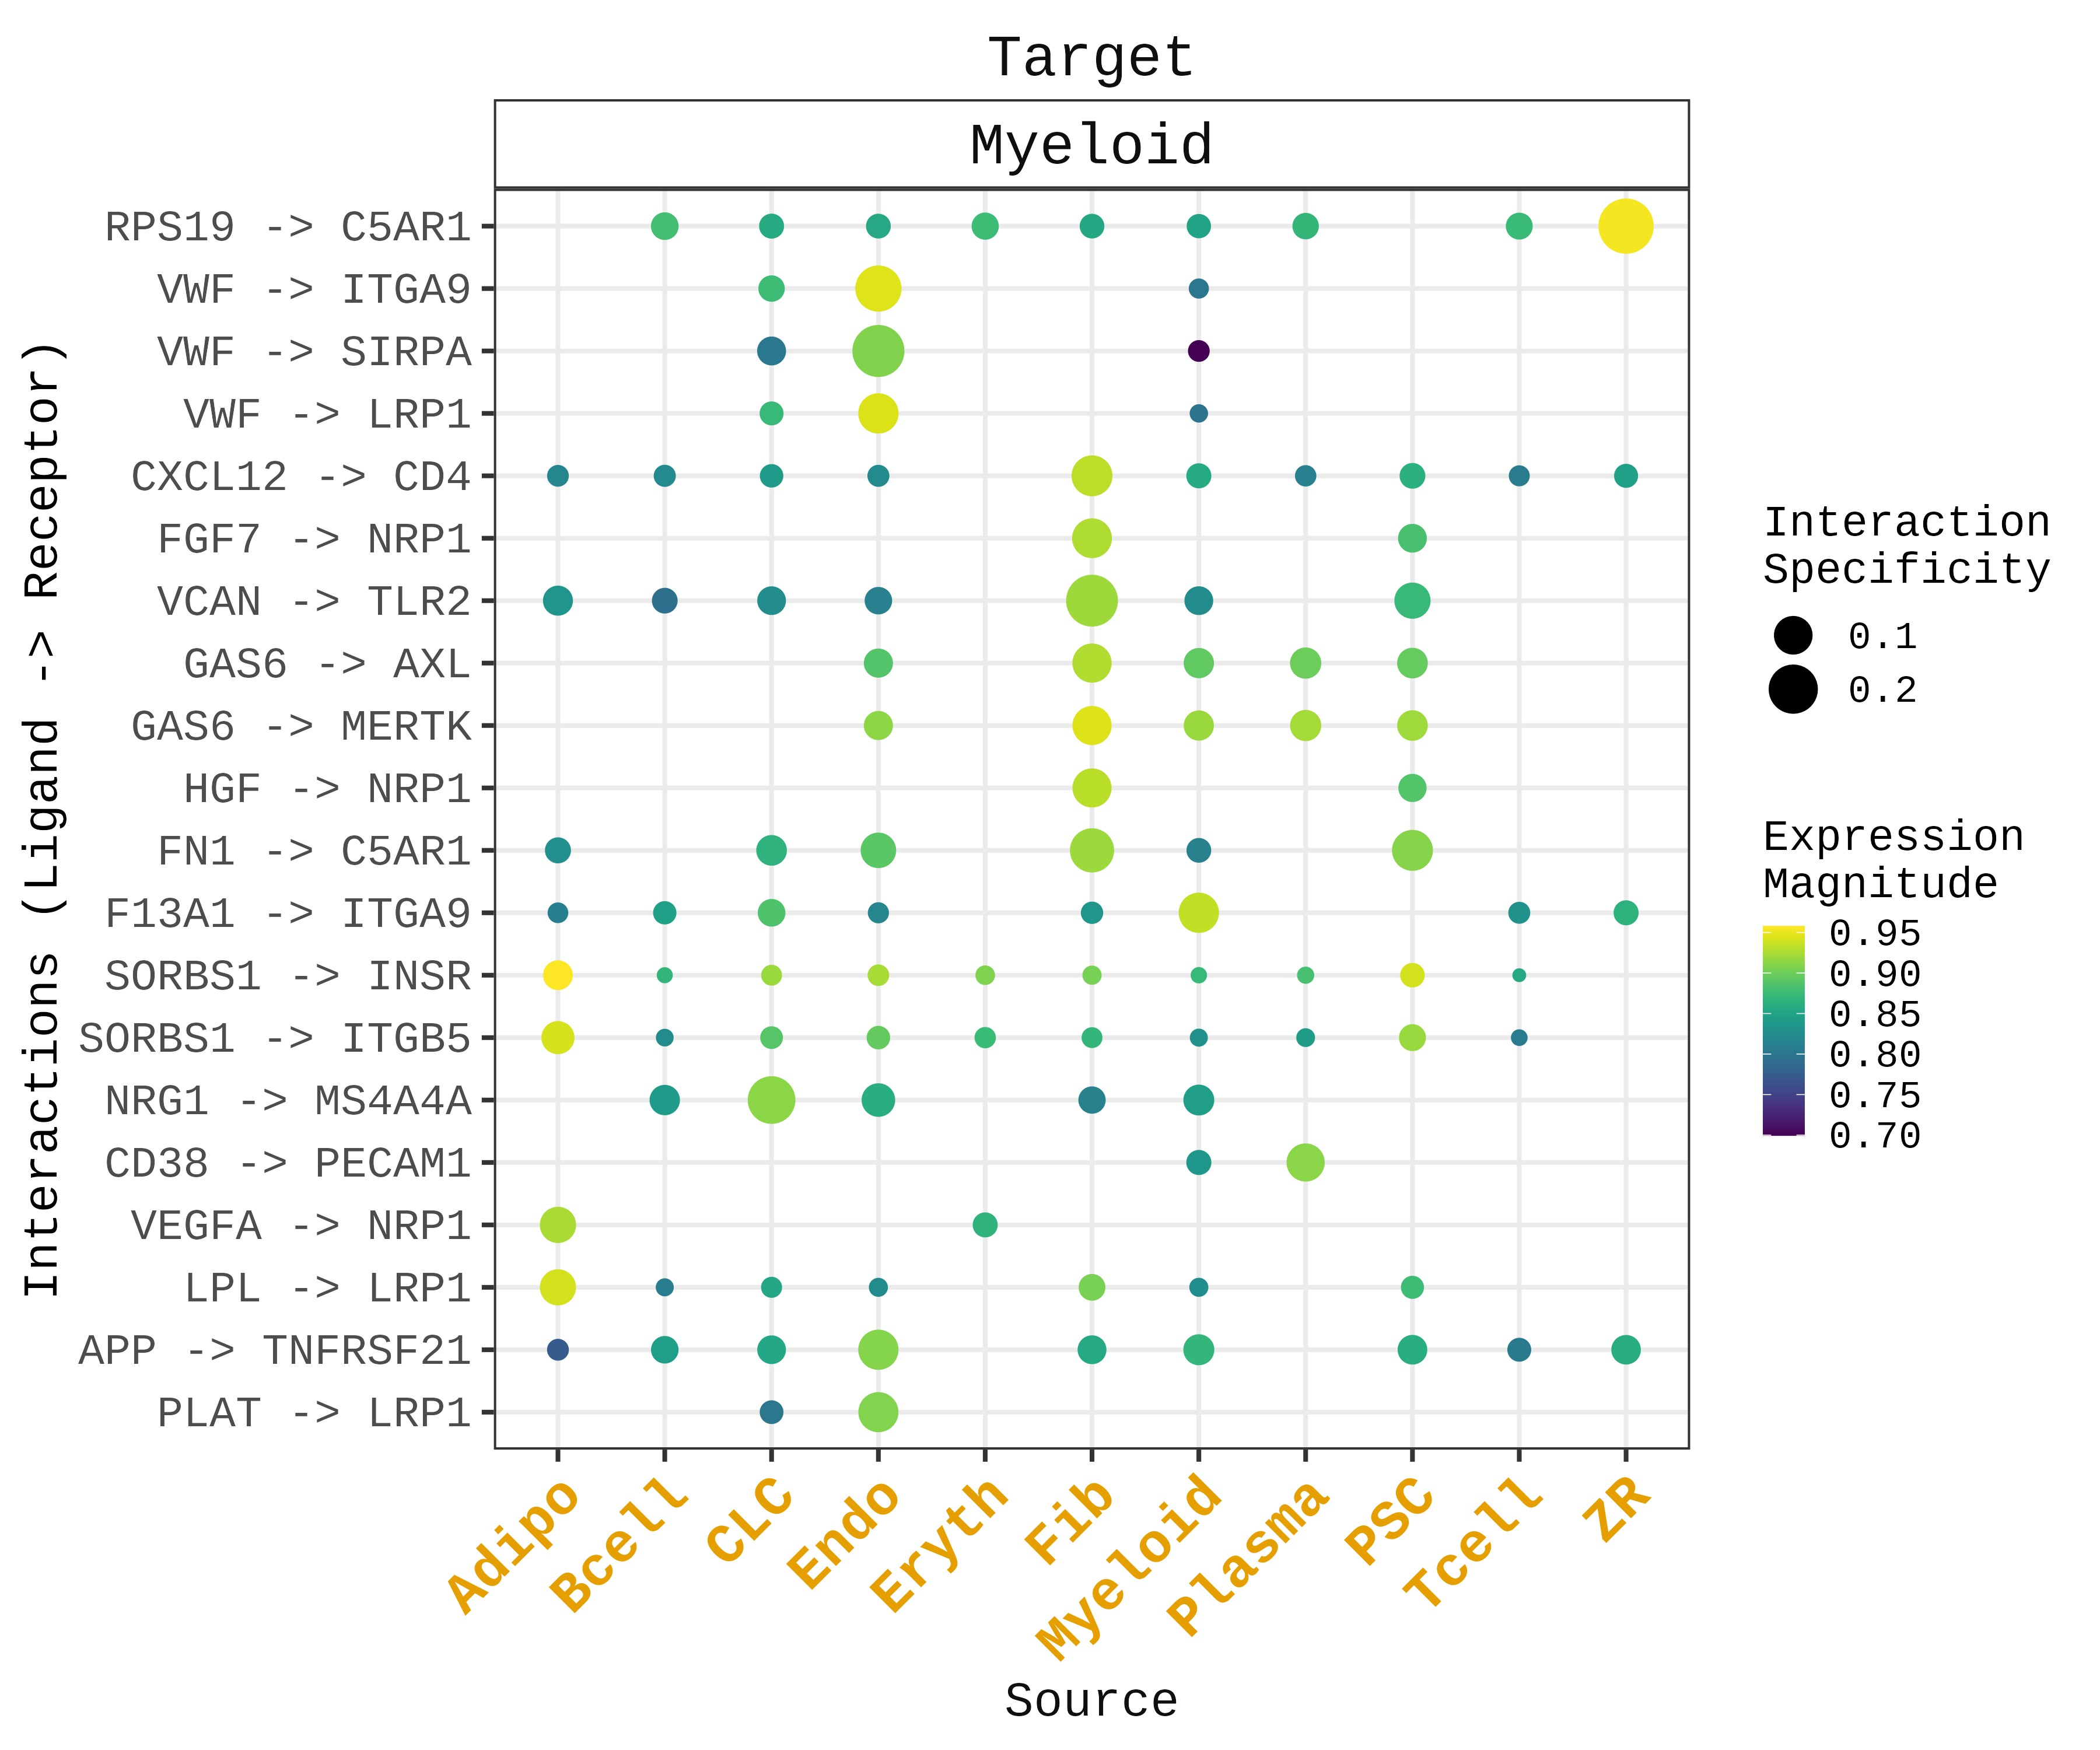 Target
Myeloid
Interactions (Ligand -> Receptor)
RPS19 -> C5AR1
VWF -> ITGA9
VWF -> SIRPA
VWF -> LRP1
CXCL12 -> CD4
FGF7 -> NRP1
VCAN -> TLR2
GAS6 -> AXL
GAS6 -> MERTK
HGF -> NRP1
FN1 -> C5AR1
F13A1 -> ITGA9
SORBS1 -> INSR
SORBS1 -> ITGB5
NRG1 -> MS4A4A
CD38 -> PECAM1
VEGFA -> NRP1
LPL -> LRP1
APP -> TNFRSF21
PLAT -> LRP1
Adipo
Bcell
CLC
Endo
Eryth
Fib
Myeloid
Plasma
PSC
Tcell
ZR
Source
Interaction
Specificity
0.1
0.2
Expression
Magnitude
0.95
0.90
0.85
0.80
0.75
0.70